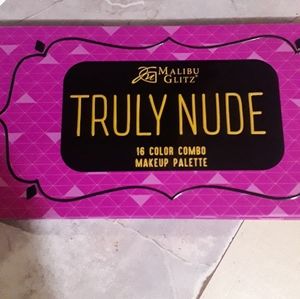 MALIBU
GLITZ®
TRULY NUDE
16 COLOR COMBO
MAKEUP PALETTE